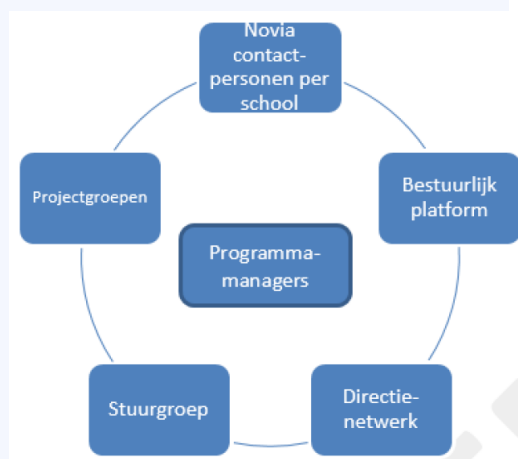 Novia
contact-
personen per
school
Bestuurlijk
platform
Projectgroepen
Programma-
managers
Stuurgroep
Directie-
netwerk